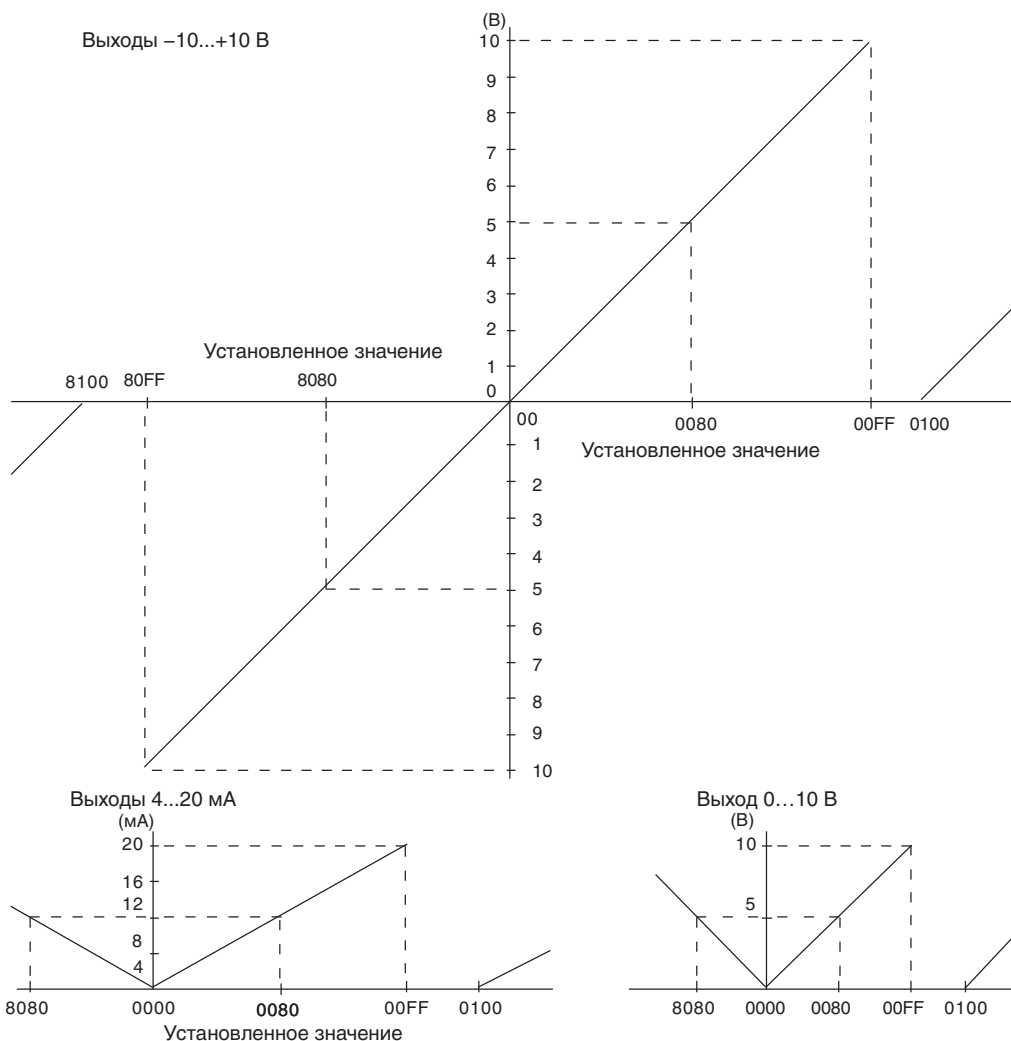 (В)
Выходы –10...+10 В
10
9
8
7
6
5
4
3
2
1
0
Установленное значение
8100 80FF 8080
00 0080 00FF 0100
Установленное значение
1
2
3
4
5
6
7
8
9
10
Выходы 4...20 мА
(мА)
20
16
12
8
4
8080 0000 0080 00FF 0100
Установленное значение
Выход 0...10 В
(В)
10
5
8080 0000 0080 00FF 0100